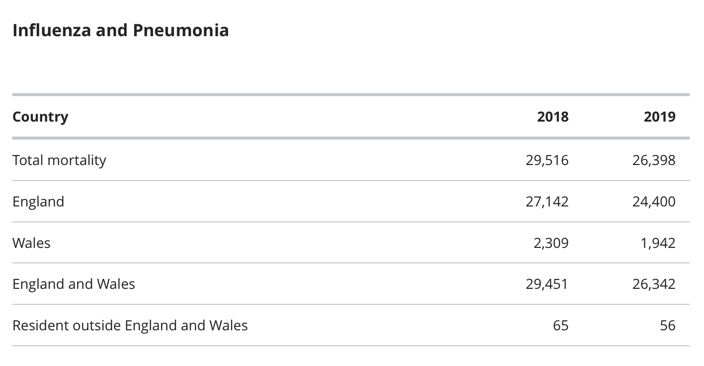 Influenza and Pneumonia
Country 2018 2019
Total mortality 29,516 26,398
England 27,142 24,400
Wales 2,309 1,942
England and Wales 29,451 26,342
Resident outside England and Wales 65 56